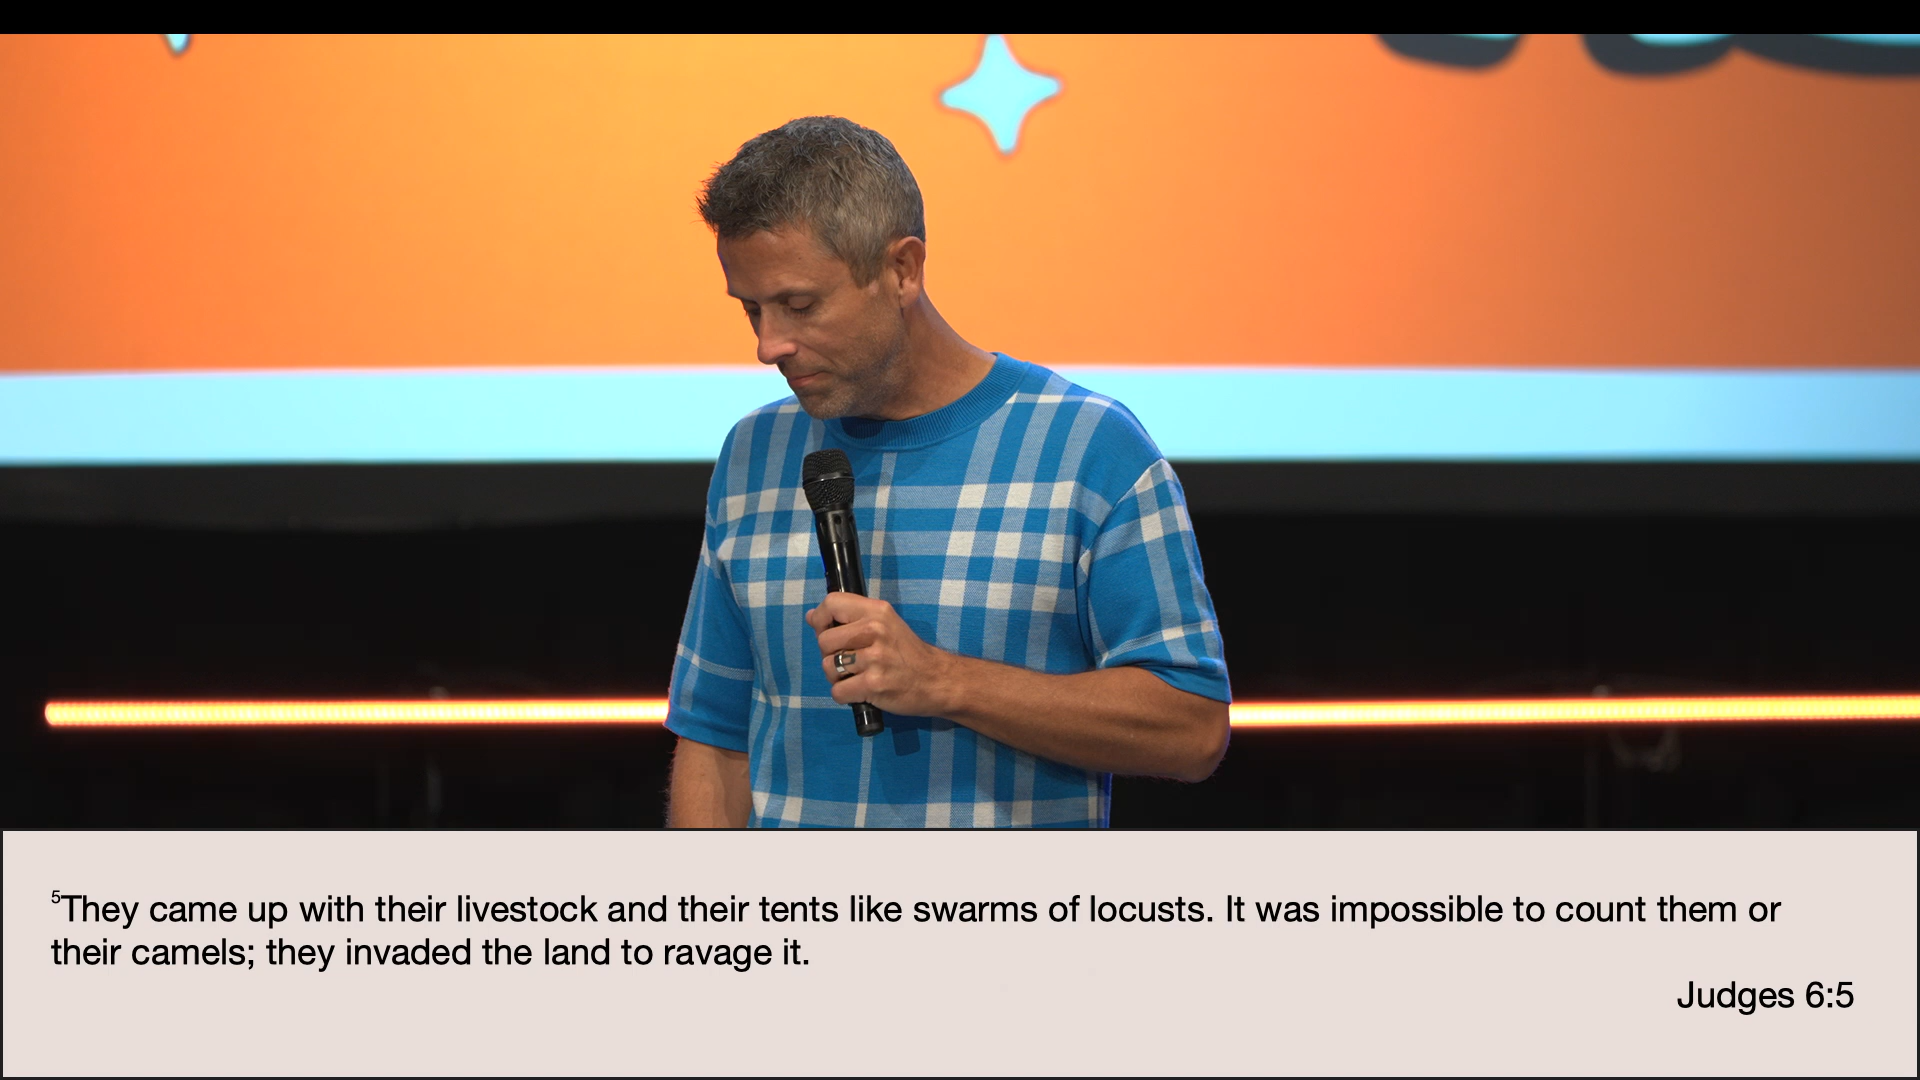 ⁵They came up with their livestock and their tents like swarms of locusts. It was impossible to count them or
their camels; they invaded the land to ravage it.
Judges 6:5